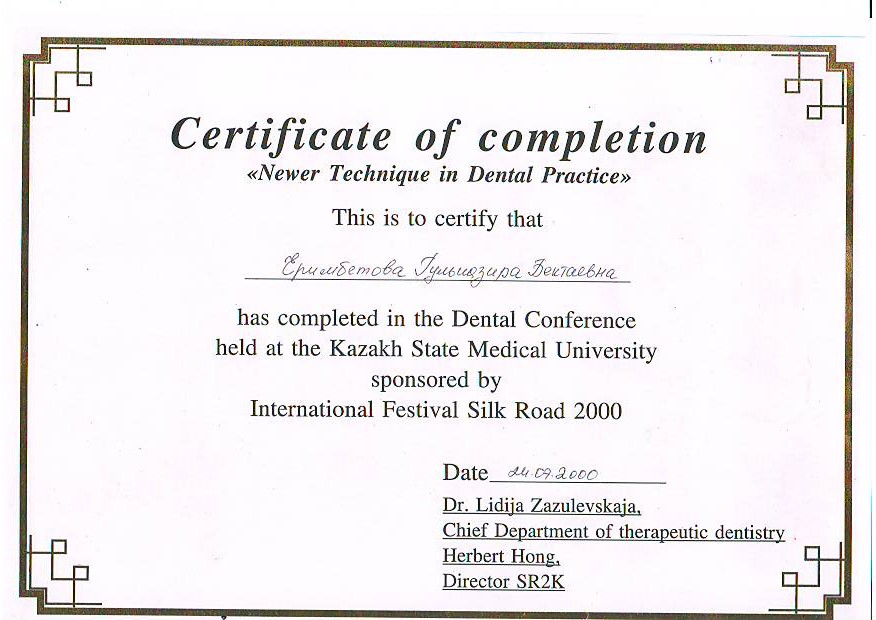 Certificate of completion
«Newer Technique in Dental Practice»
This is to certify that
Еримбетова Гульназира Бектаевна
has completed in the Dental Conference
held at the Kazakh State Medical University
sponsored by
International Festival Silk Road 2000
Date 24.07.2000
Dr. Lidija Zazulevskaja,
Chief Department of therapeutic dentistry
Herbert Hong,
Director SR2K